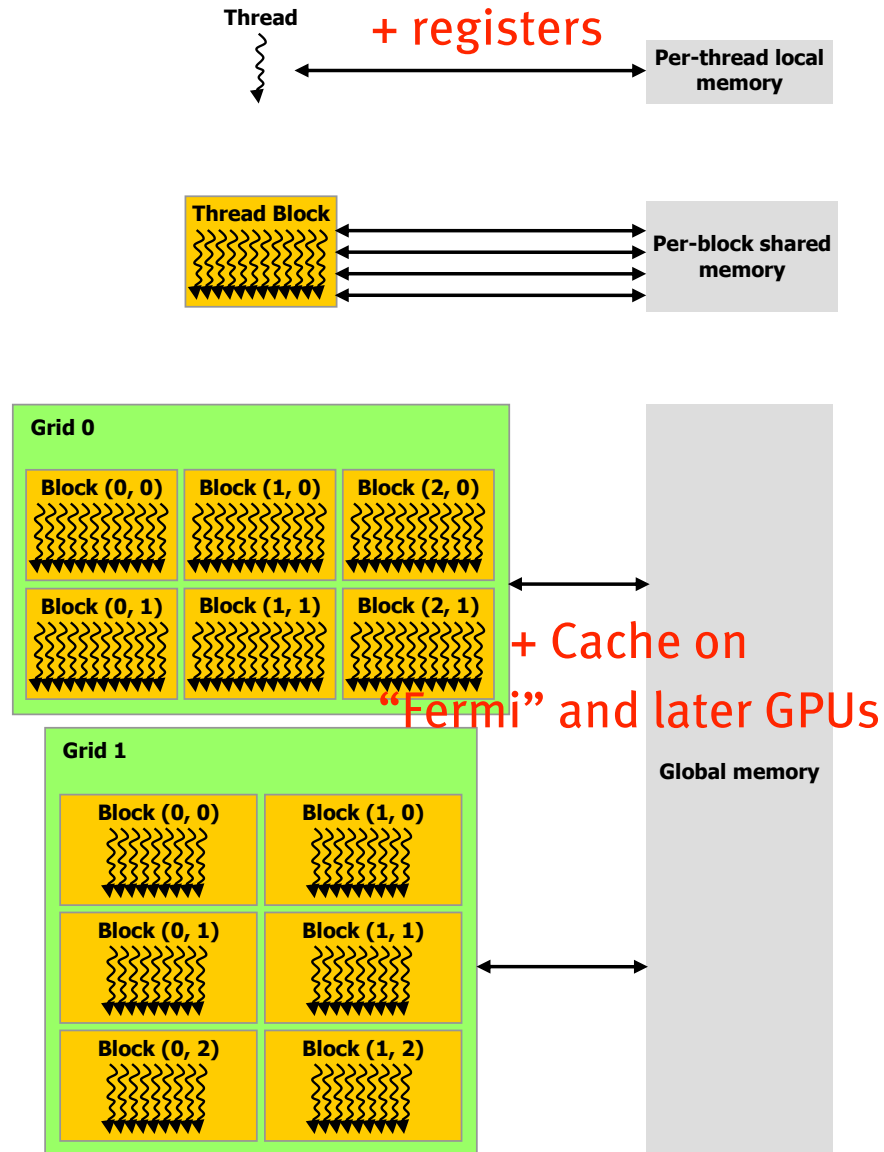 Thread
+ registers
Per-thread local
memory
Thread Block
Per-block shared
memory
Grid 0
Block (0, 0) Block (1, 0) Block (2, 0)
Block (0, 1) Block (1, 1) Block (2, 1)
+ Cache on
“Fermi” and later GPUs
Grid 1
Global memory
Block (0, 0) Block (1, 0)
Block (0, 1) Block (1, 1)
Block (0, 2) Block (1, 2)